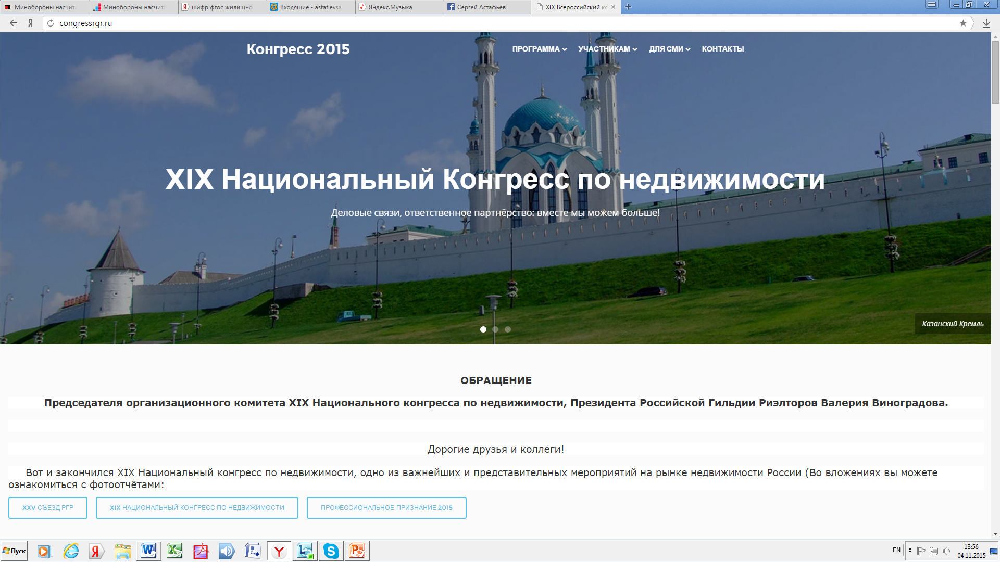 Минобороны насчита
Минобороны насчита
шифр фгос жилищно
Входящие - astafievsa
Яндекс.Музыка
Сергей Астафьев
XIX Всероссийский ко
congressrgr.ru
Конгресс 2015
ПРОГРАММА
УЧАСТНИКАМ
ДЛЯ СМИ
КОНТАКТЫ
XIX Национальный Конгресс по недвижимости
Деловые связи, ответственное партнёрство: вместе мы можем больше!
Казанский Кремль
ОБРАЩЕНИЕ
Председателя организационного комитета XIX Национального конгресса по недвижимости, Президента Российской Гильдии Риэлторов Валерия Виноградова.
Дорогие друзья и коллеги!
Вот и закончился XIX Национальный конгресс по недвижимости, одно из важнейших и представительных мероприятий на рынке недвижимости России (Во вложениях вы можете
ознакомиться с фотоотчётами:
XXV СЪЕЗД РГР
XIX НАЦИОНАЛЬНЫЙ КОНГРЕСС ПО НЕДВИЖИМОСТИ
ПРОФЕССИОНАЛЬНОЕ ПРИЗНАНИЕ 2015
Пуск
EN
13:56
04.11.2015